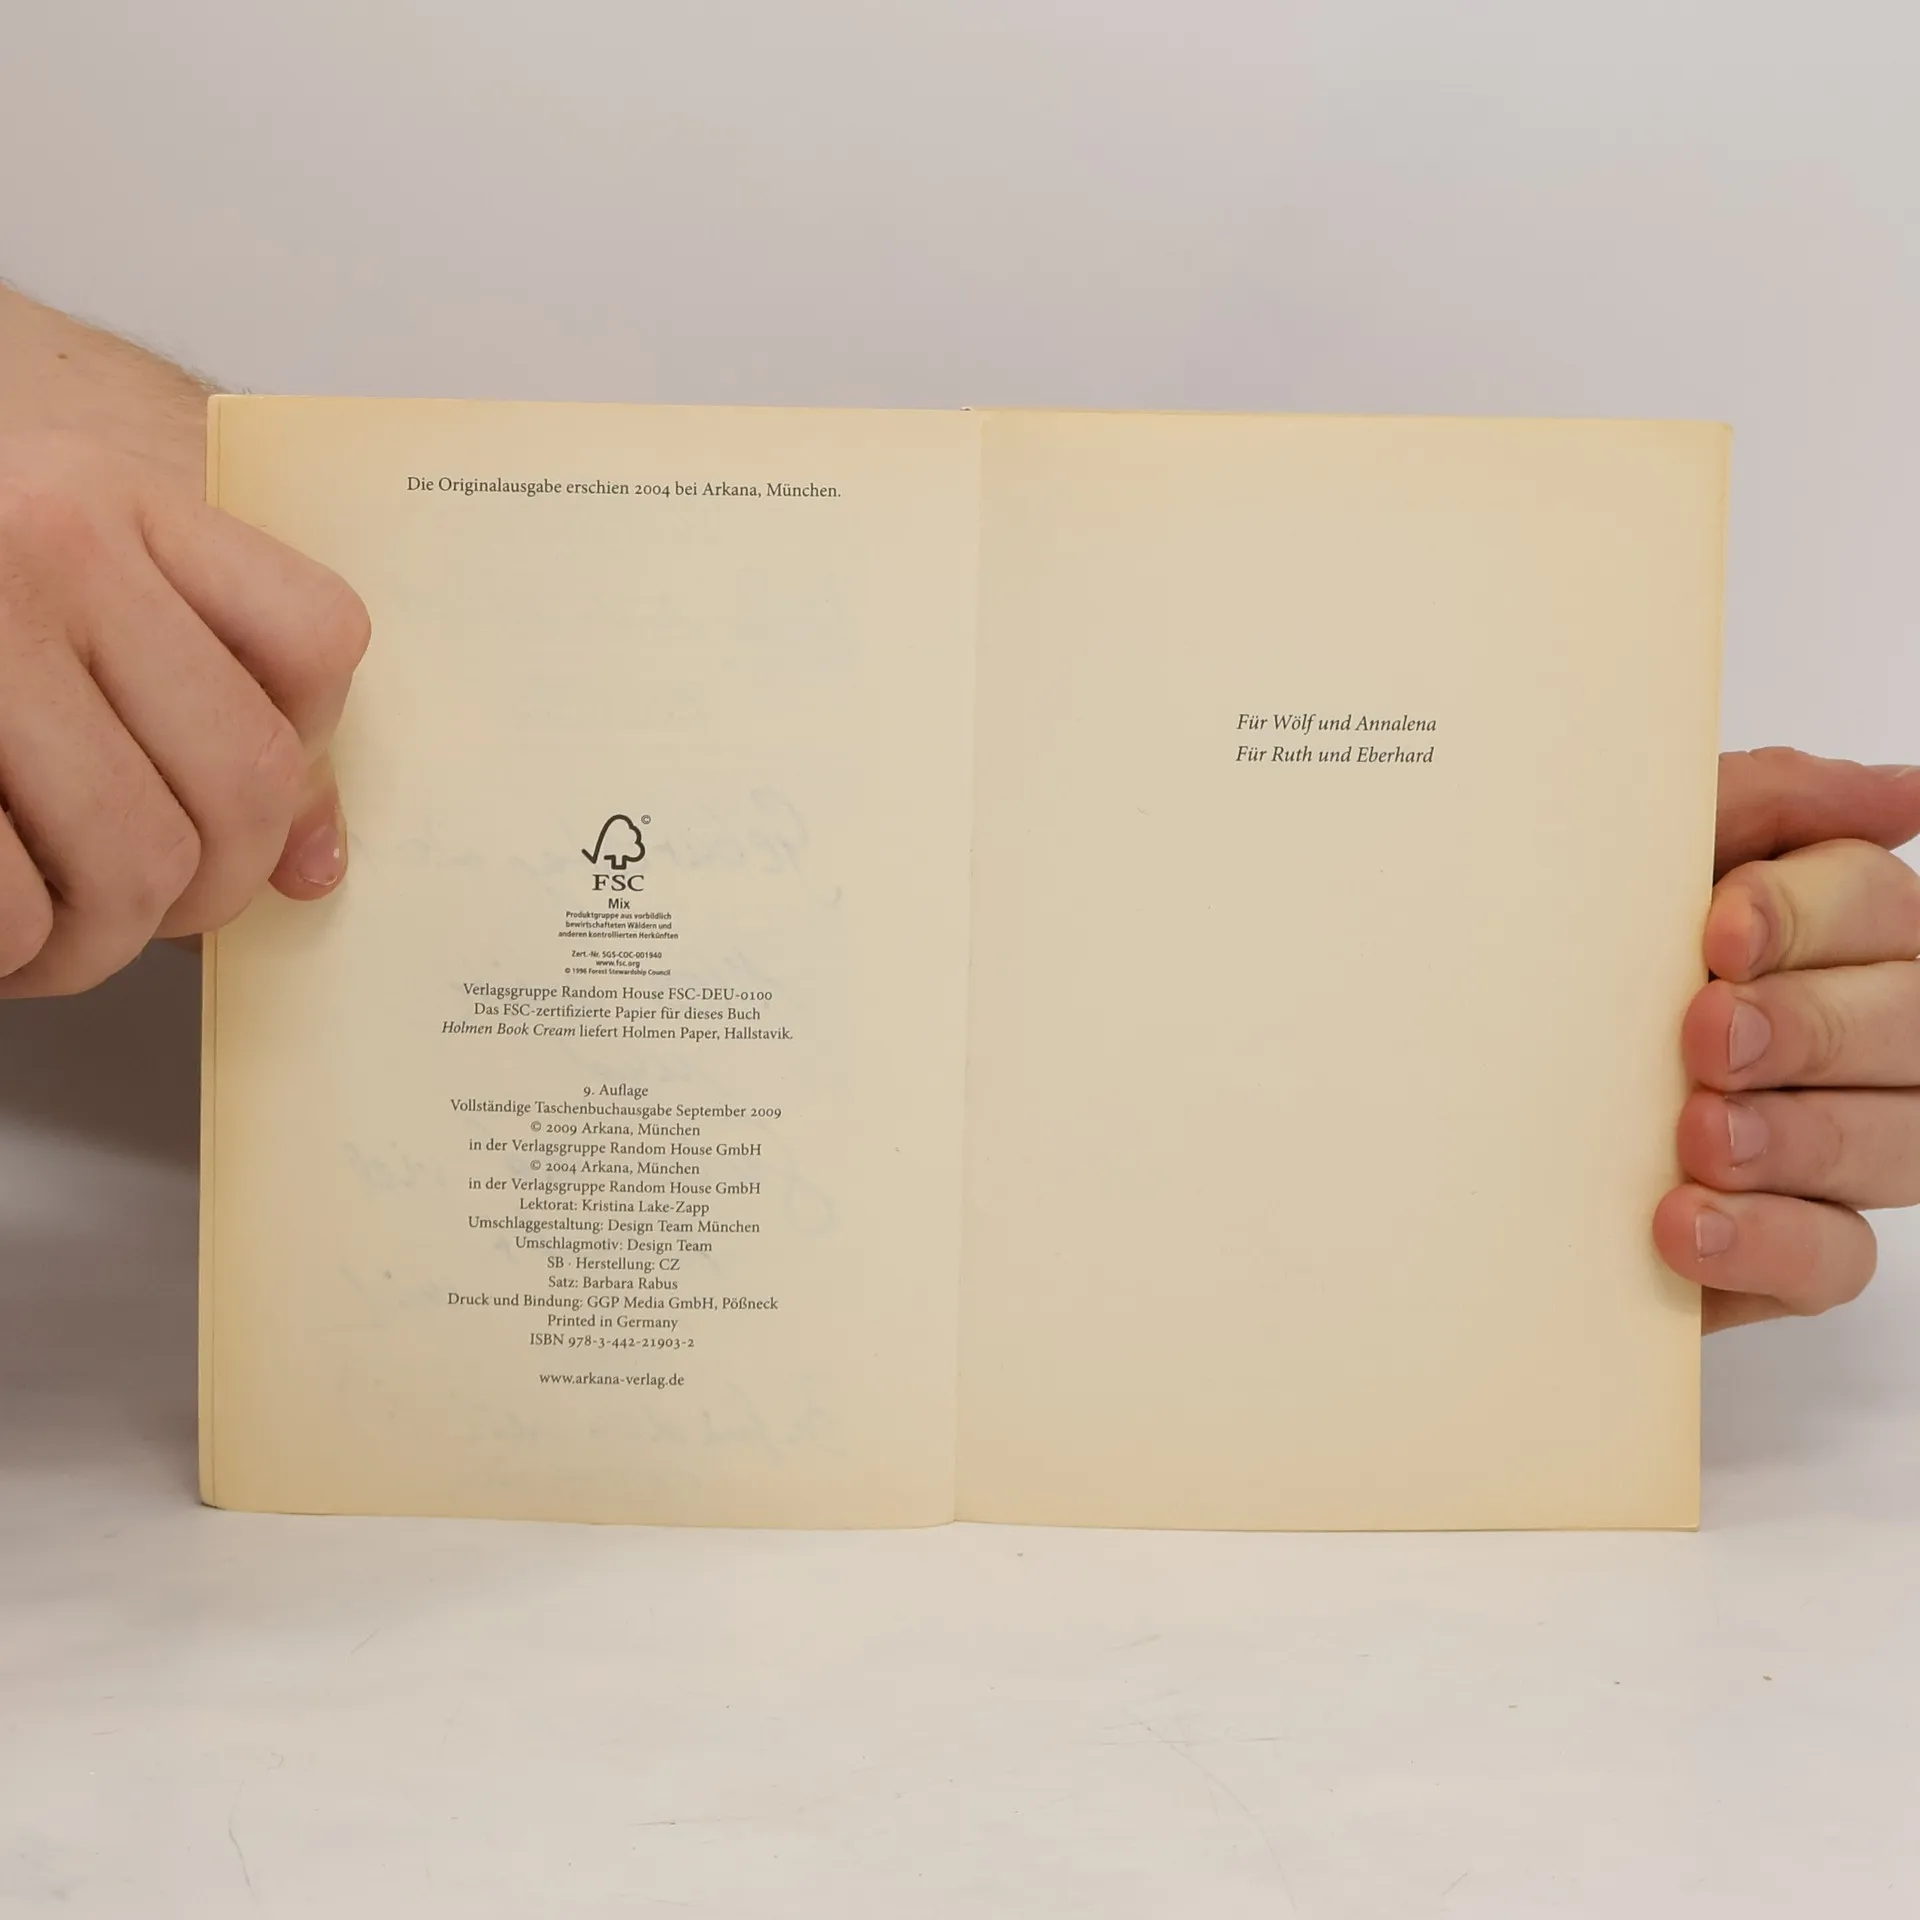 Die Originalausgabe erschien 2004 bei Arkana, München.
©
FSC
Mix
Produktgruppe aus vorbildlich
bewirtschafteten Wäldern und
anderen kontrollierten Herkünften
Zert.-Nr. SGS-COC-001940
www.fsc.org
© 1996 Forest Stewardship Council
Verlagsgruppe Random House FSC-DEU-0100
Das FSC-zertifizierte Papier für dieses Buch
Holmen Book Cream liefert Holmen Paper, Hallstavik.
9. Auflage
Vollständige Taschenbuchausgabe September 2009
© 2009 Arkana, München
in der Verlagsgruppe Random House GmbH
© 2004 Arkana, München
in der Verlagsgruppe Random House GmbH
Lektorat: Kristina Lake-Zapp
Umschlaggestaltung: Design Team München
Umschlagmotiv: Design Team
SB · Herstellung: CZ
Satz: Barbara Rabus
Druck und Bindung: GGP Media GmbH, Pößneck
Printed in Germany
ISBN 978-3-442-21903-2
www.arkana-verlag.de
Für Wölf und Annalena
Für Ruth und Eberhard